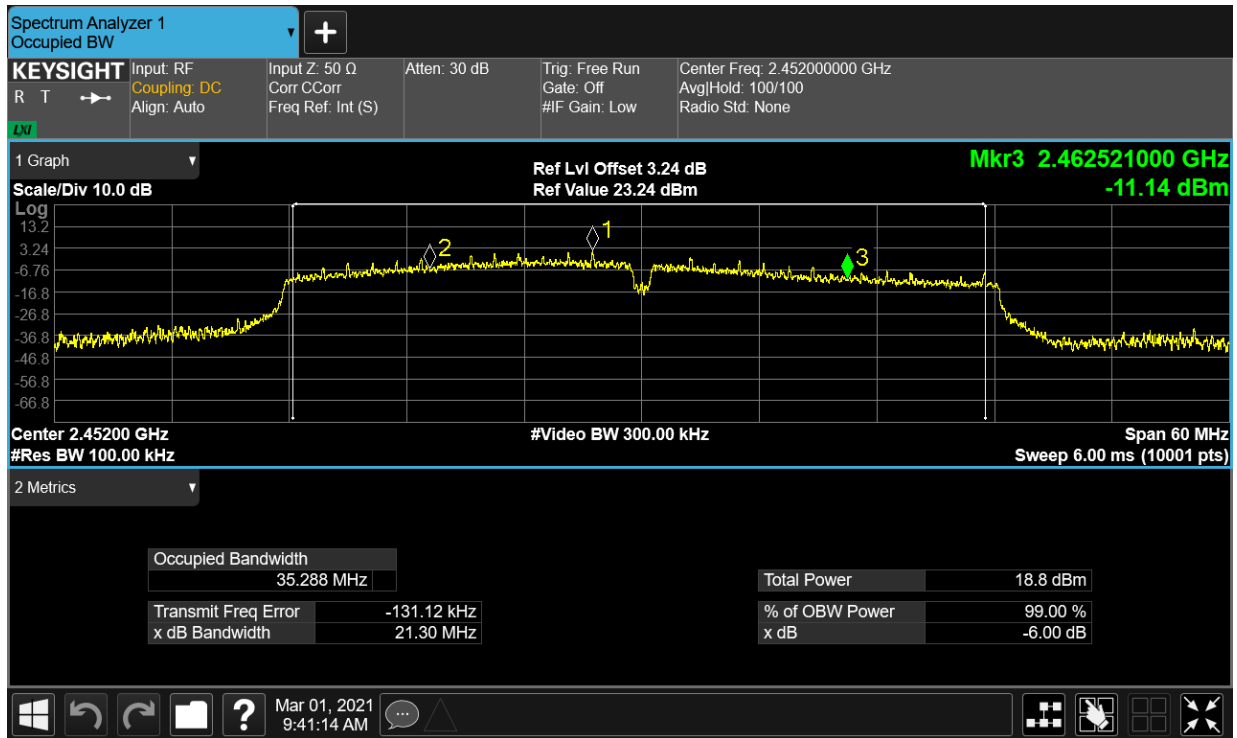 Spectrum Analyzer 1
Occupied BW
KEYSIGHT
R T
LXI
Input: RF
Coupling: DC
Align: Auto
Input Z: 50 Ω
Corr CCorr
Freq Ref: Int (S)
Atten: 30 dB
Trig: Free Run
Gate: Off
#IF Gain: Low
Center Freq: 2.452000000 GHz
Avg|Hold: 100/100
Radio Std: None
1 Graph
Scale/Div 10.0 dB
Ref Lvl Offset 3.24 dB
Ref Value 23.24 dBm
Mkr3 2.462521000 GHz
-11.14 dBm
Log
13.2
3.24
-6.76
-16.8
-26.8
-36.8
-46.8
-56.8
-66.8
1
2
3
Center 2.45200 GHz
#Res BW 100.00 kHz
#Video BW 300.00 kHz
Span 60 MHz
Sweep 6.00 ms (10001 pts)
2 Metrics
Occupied Bandwidth
35.288 MHz
Transmit Freq Error -131.12 kHz
x dB Bandwidth 21.30 MHz
Total Power 18.8 dBm
% of OBW Power 99.00 %
x dB -6.00 dB
?
Mar 01, 2021
9:41:14 AM